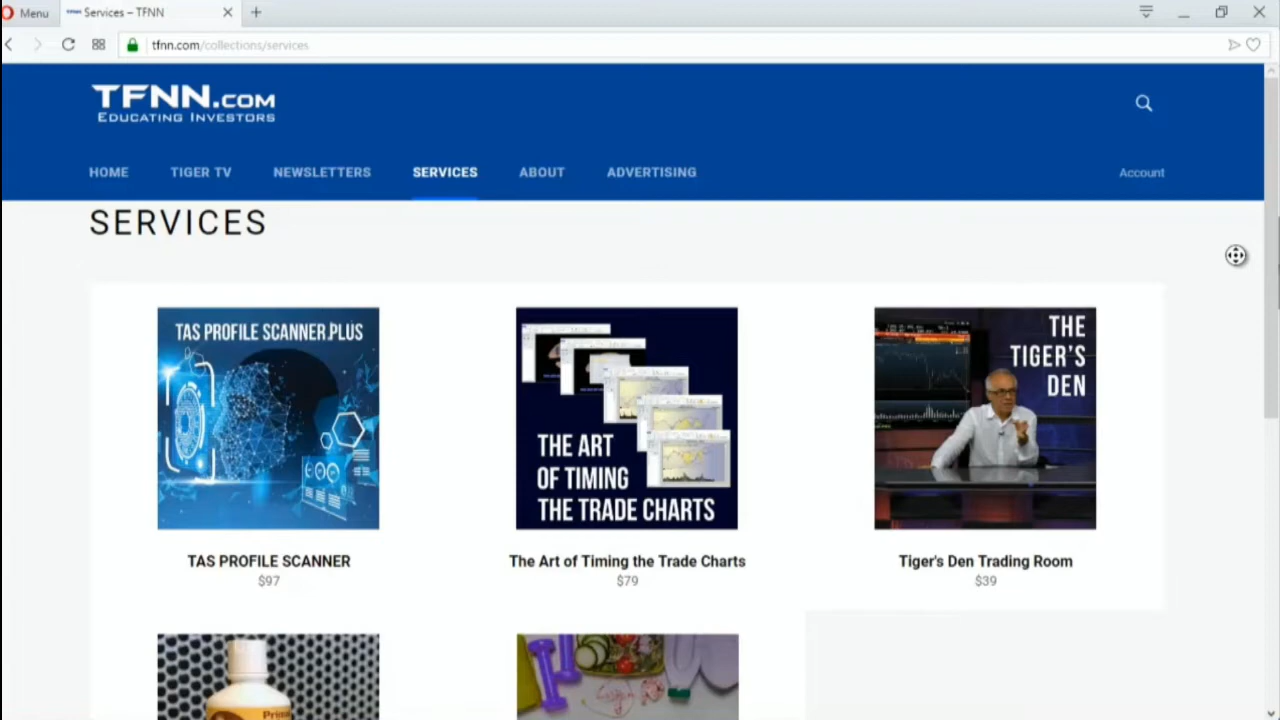 Menu
Services – TFNN
tfnn.com/collections/services
TFNN.COM
EDUCATING INVESTORS
HOME
TIGER TV
NEWSLETTERS
SERVICES
ABOUT
ADVERTISING
Account
SERVICES
TAS PROFILE SCANNER PLUS
THE ART
OF TIMING
THE TRADE CHARTS
THE
TIGER'S
DEN
TAS PROFILE SCANNER
$97
The Art of Timing the Trade Charts
$79
Tiger's Den Trading Room
$39